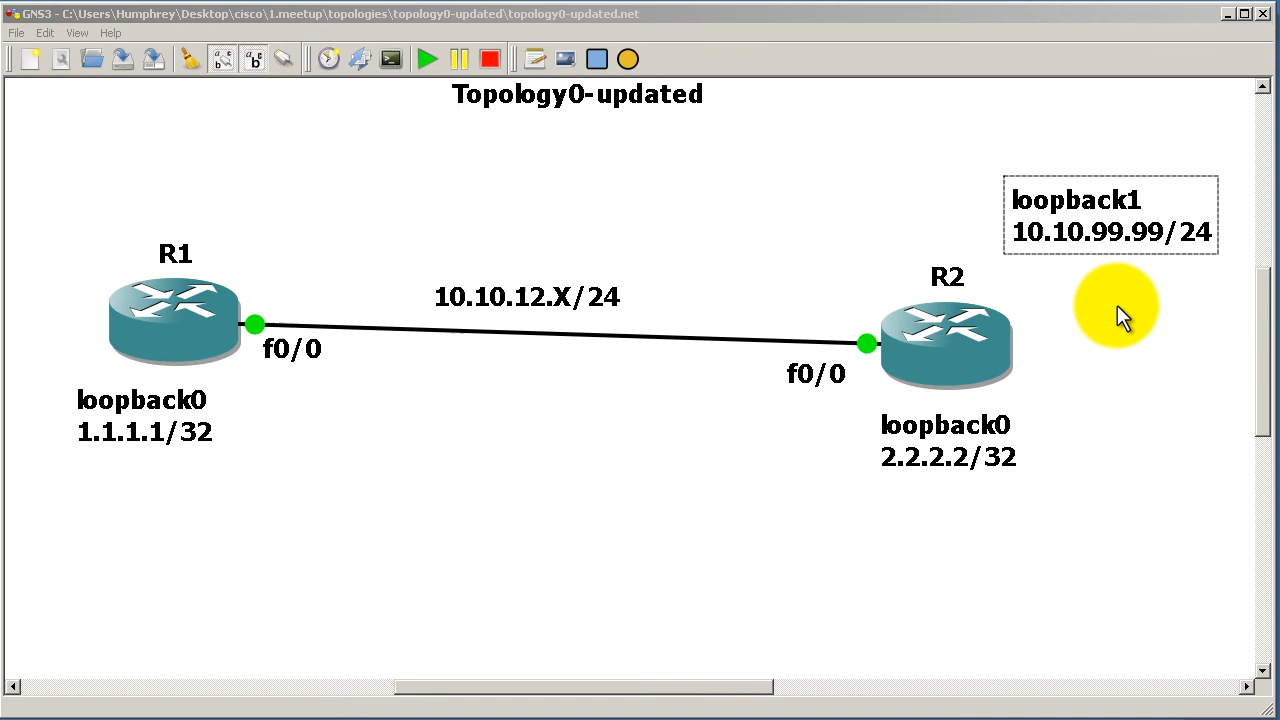 GNS3 - C:\Users\Humphrey\Desktop\cisco\1.meetup\topologies\topology0-updated\topology0-updated.net
File Edit View Help
Topology0-updated
loopback1
10.10.99.99/24
R1
R2
10.10.12.X/24
f0/0
f0/0
loopback0
1.1.1.1/32
loopback0
2.2.2.2/32